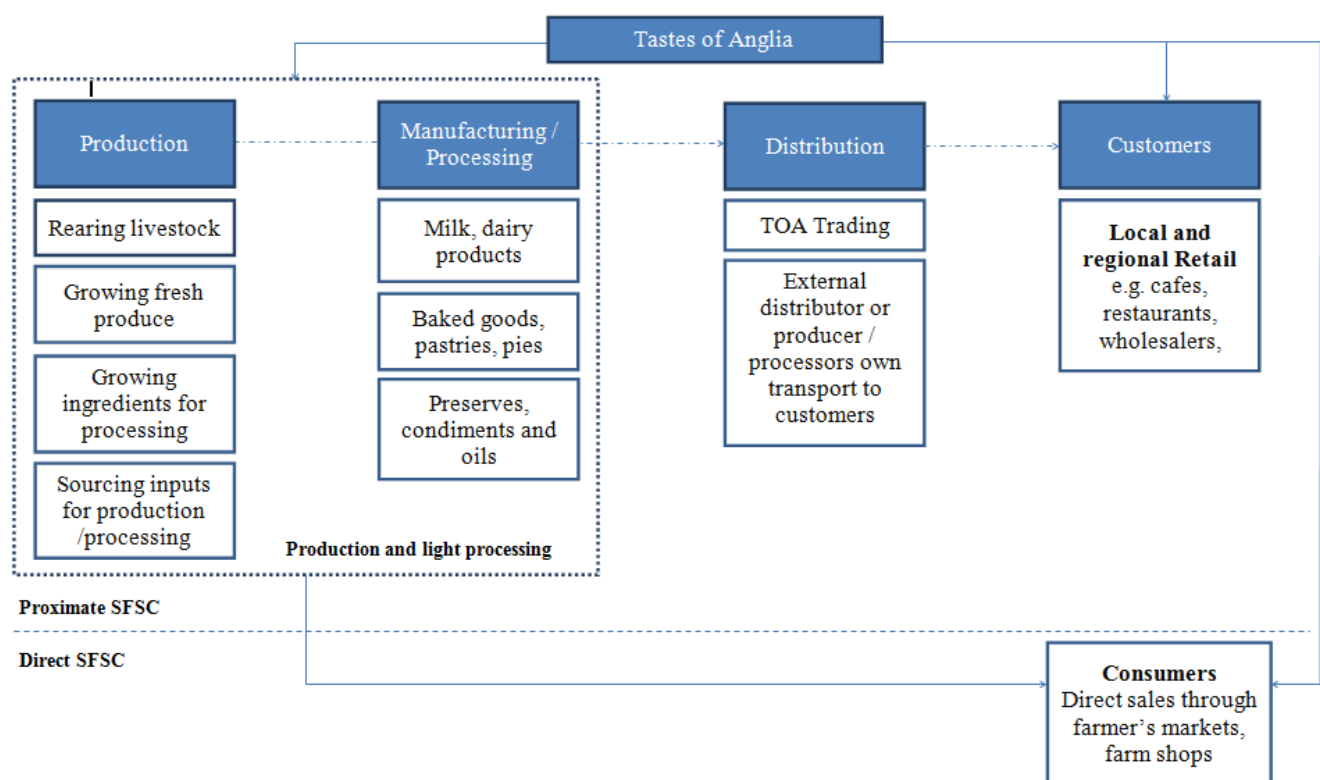 Tastes of Anglia
Production
Rearing livestock
Growing fresh
produce
Growing
ingredients for
processing
Sourcing inputs
for production
/processing
Manufacturing /
Processing
Milk, dairy
products
Baked goods,
pastries, pies
Preserves,
condiments and
oils
Production and light processing
Distribution
TOA Trading
External
distributor or
producer /
processors own
transport to
customers
Customers
Local and
regional Retail
e.g. cafes,
restaurants,
wholesalers,
Proximate SFSC
Direct SFSC
Consumers
Direct sales through
farmer’s markets,
farm shops